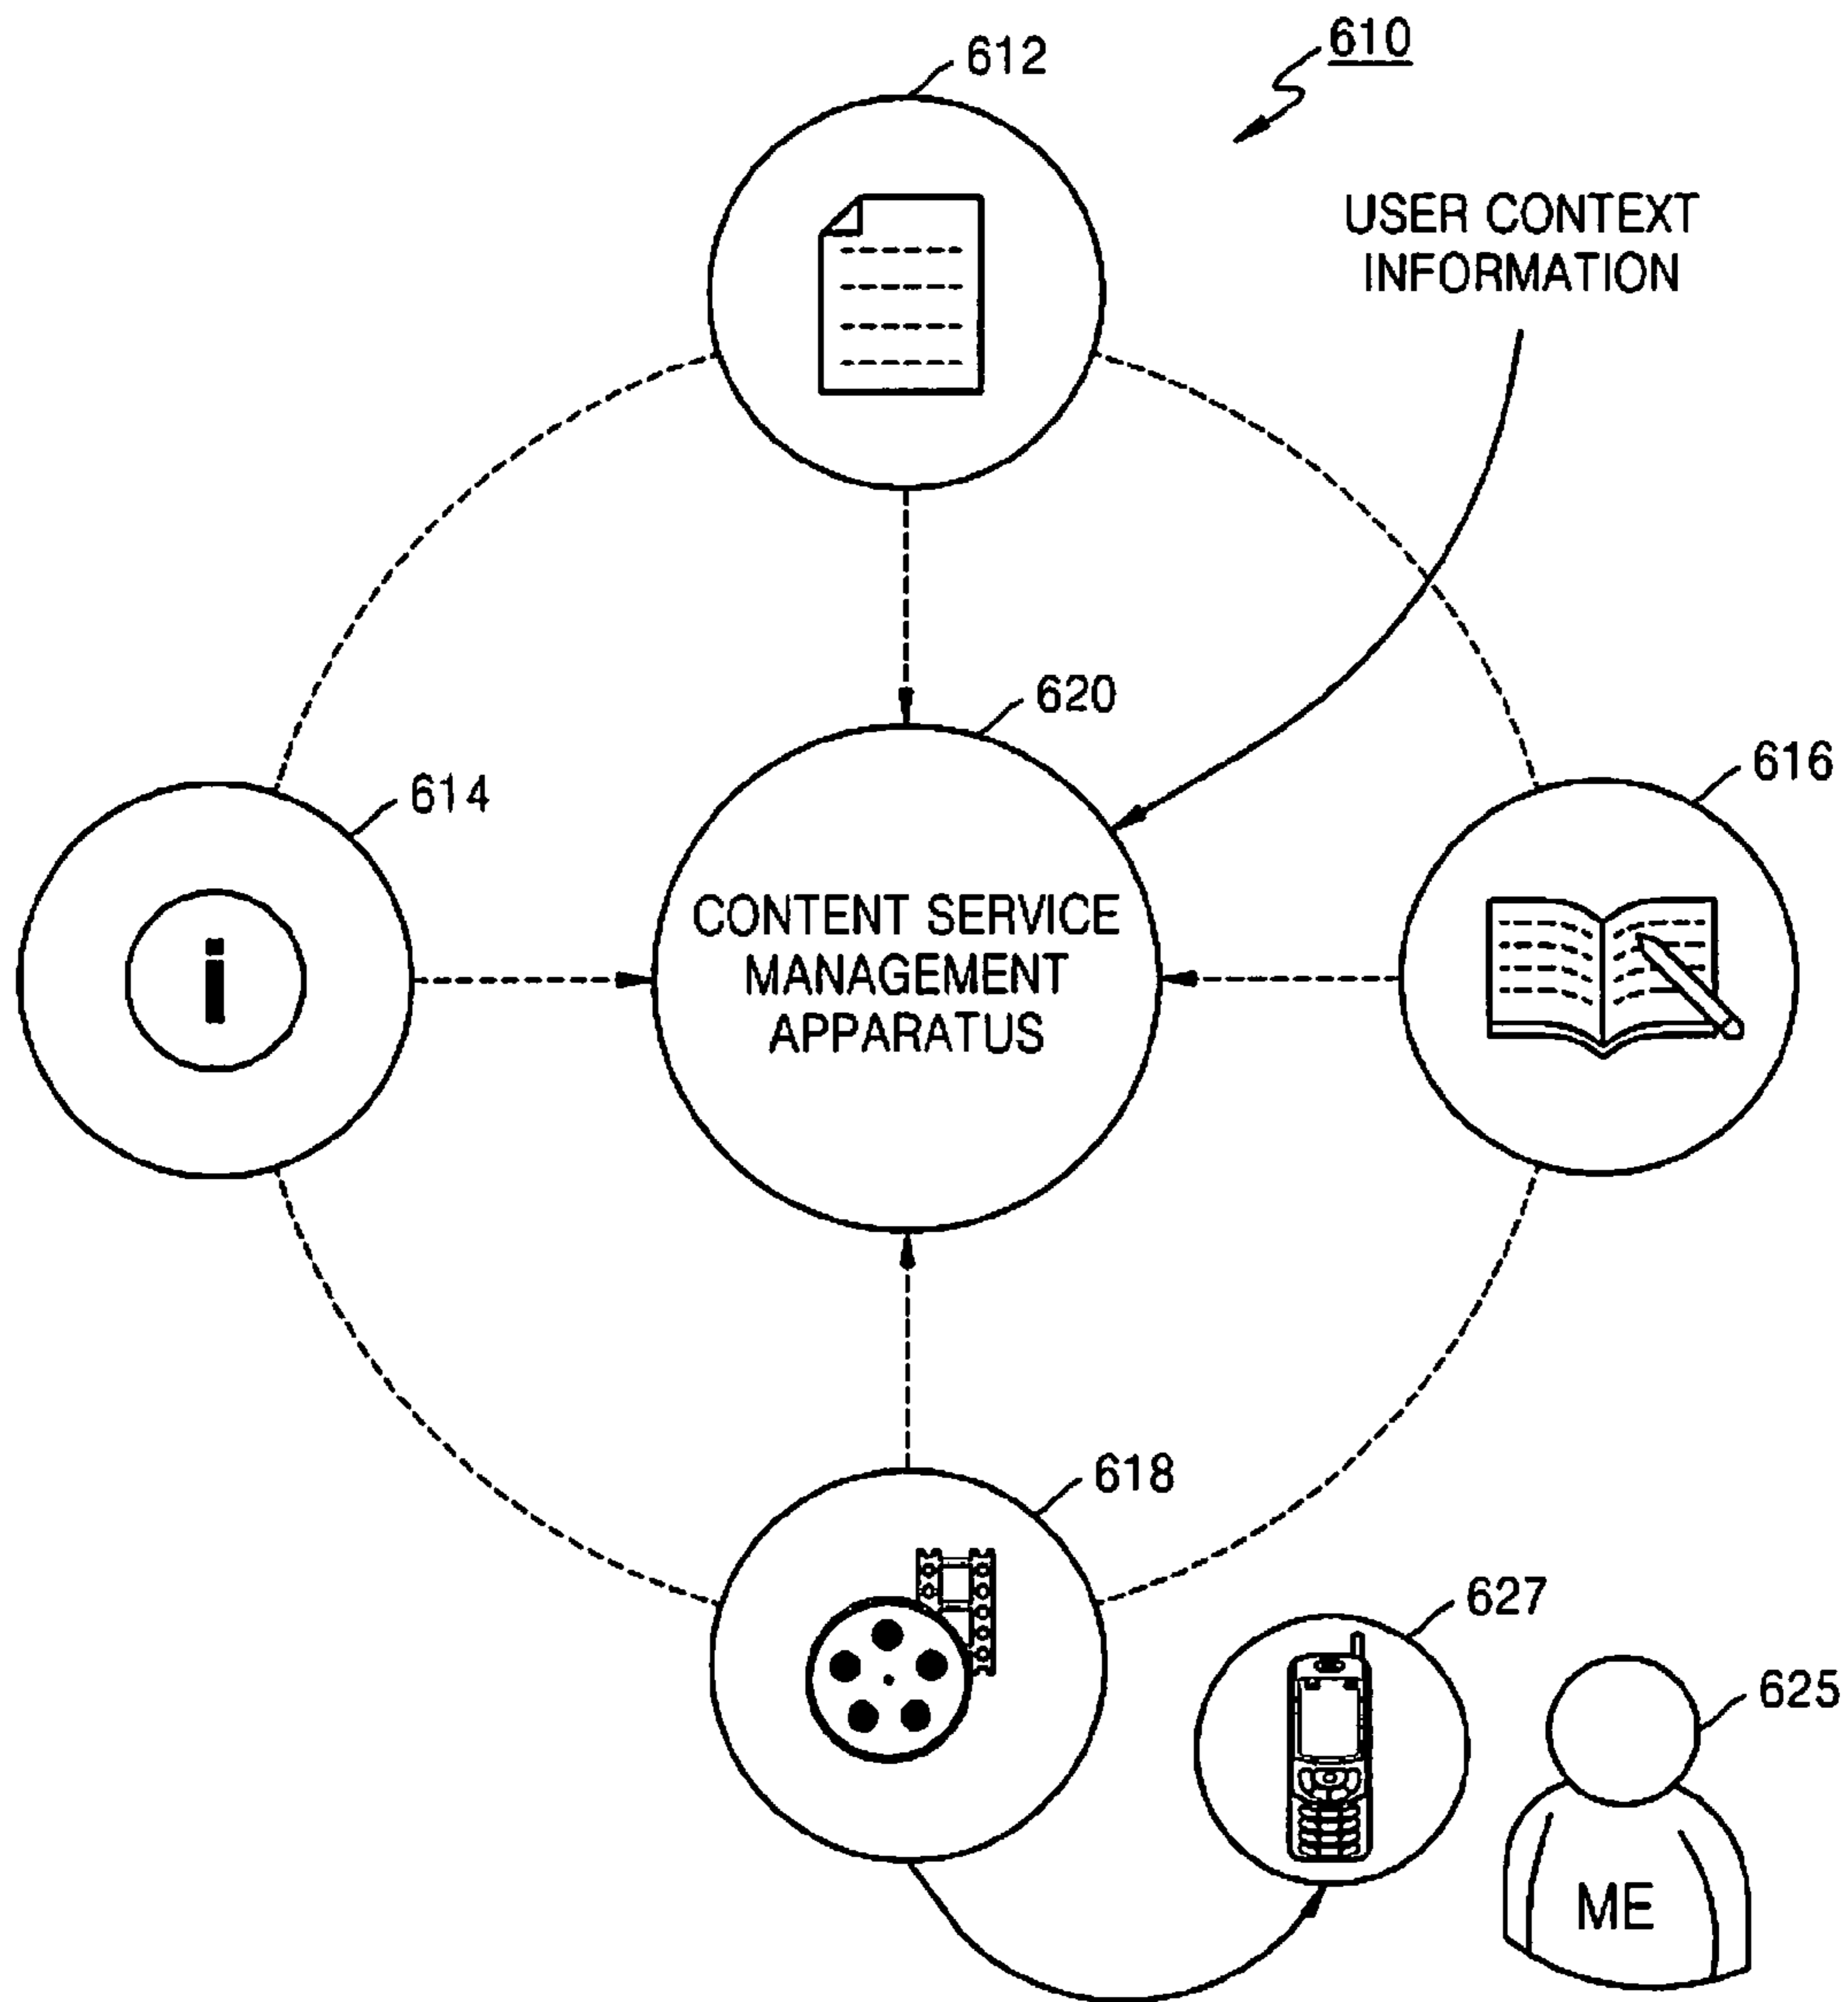 610
612
USER CONTEXT
INFORMATION
620
616
614
i
CONTENT SERVICE
MANAGEMENT
APPARATUS
618
627
625
ME